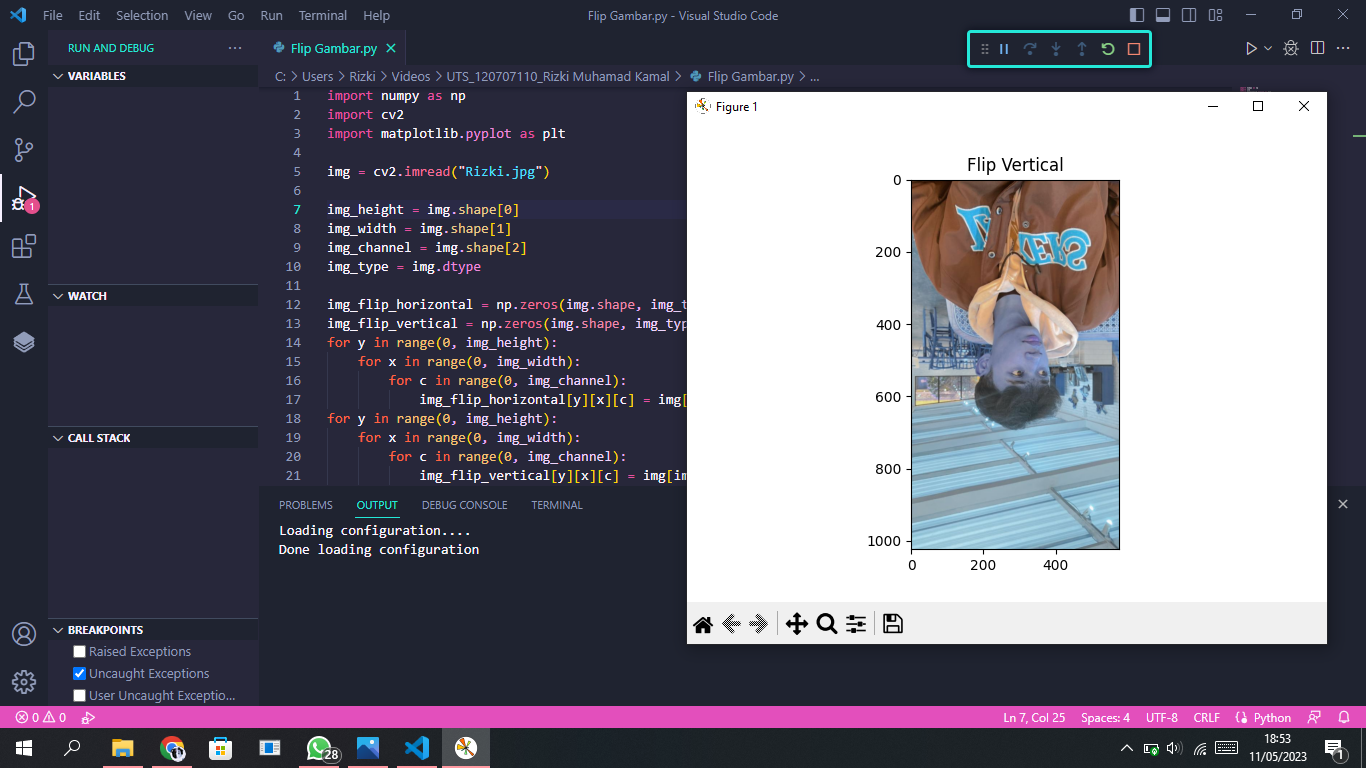 File Edit Selection View Go Run Terminal Help
Flip Gambar.py - Visual Studio Code
RUN AND DEBUG
VARIABLES
WATCH
CALL STACK
BREAKPOINTS
Raised Exceptions
Uncaught Exceptions
User Uncaught Exceptio...
1
Flip Gambar.py
C: > Users > Rizki > Videos > UTS_120707110_Rizki Muhamad Kamal > Flip Gambar.py > ...
1 import numpy as np
2 import cv2
3 import matplotlib.pyplot as plt
4
5 img = cv2.imread("Rizki.jpg")
6
7 img_height = img.shape[0]
8 img_width = img.shape[1]
9 img_channel = img.shape[2]
10 img_type = img.dtype
11
12 img_flip_horizontal = np.zeros(img.shape, img_t
13 img_flip_vertical = np.zeros(img.shape, img_typ
14 for y in range(0, img_height):
15 for x in range(0, img_width):
16 for c in range(0, img_channel):
17 img_flip_horizontal[y][x][c] = img[
18 for y in range(0, img_height):
19 for x in range(0, img_width):
20 for c in range(0, img_channel):
21 img_flip_vertical[y][x][c] = img[im
Figure 1
Flip Vertical
0
200
400
600
800
1000
0 200 400
PROBLEMS OUTPUT DEBUG CONSOLE TERMINAL
Loading configuration....
Done loading configuration
0 0
Ln 7, Col 25 Spaces: 4 UTF-8 CRLF Python
28
18:53
11/05/2023
1